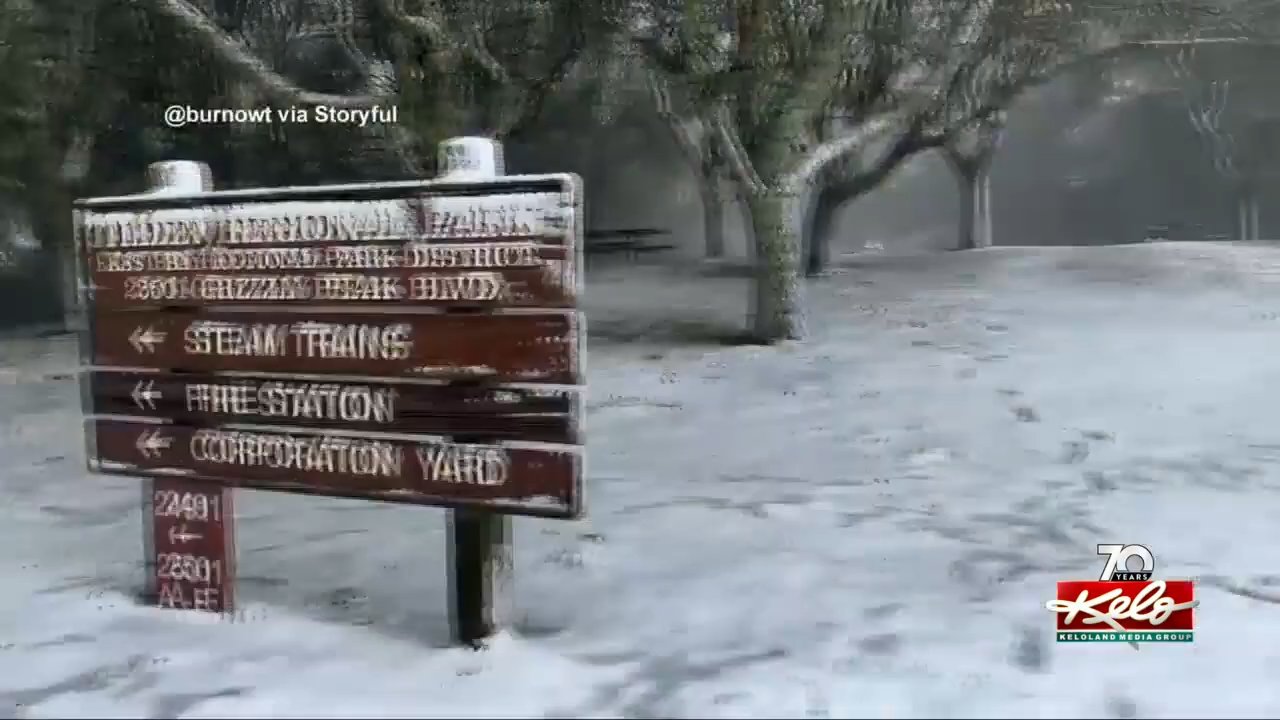 @burnowt via Storyful
TILDEN REGIONAL PARK
EAST BAY REGIONAL PARK DISTRICT
GRIZZLY PEAK BLVD
STEAM TRAINS
FIRE STATION
CORPORATION YARD
70
YEARS
Kelo
KELOLAND MEDIA GROUP